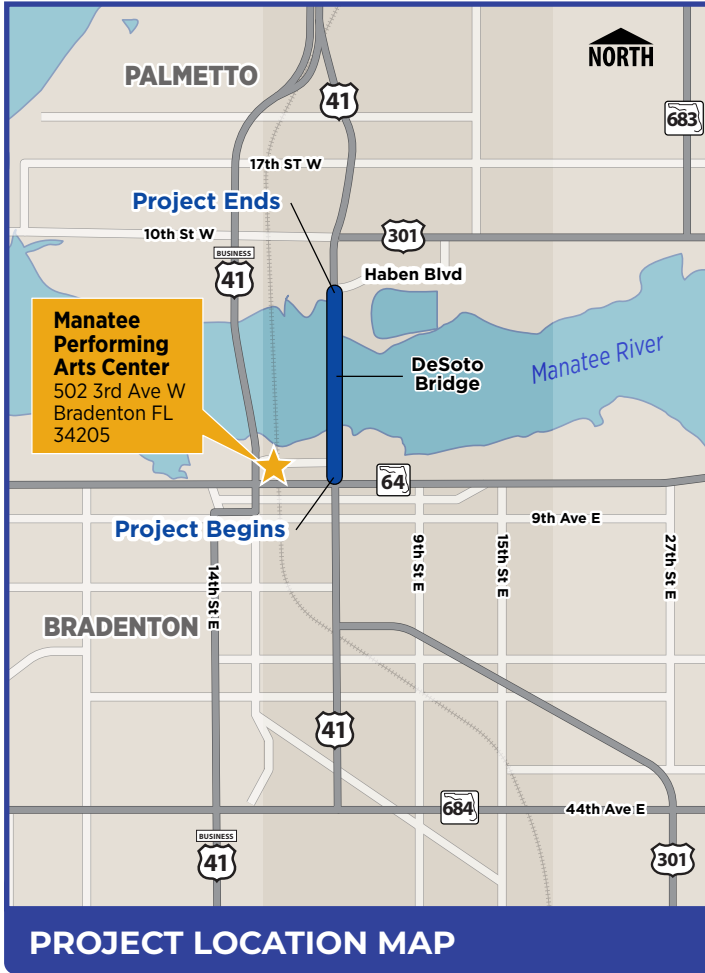 NORTH
PALMETTO
41
683
17th ST W
Project Ends
10th St W
301
BUSINESS
41
Haben Blvd
Manatee
Performing
Arts Center
502 3rd Ave W
Bradenton FL
34205
DeSoto
Bridge
Manatee River
64
Project Begins
9th Ave E
14th St E
9th St E
15th St E
27th St E
BRADENTON
41
684
44th Ave E
BUSINESS
41
301
PROJECT LOCATION MAP